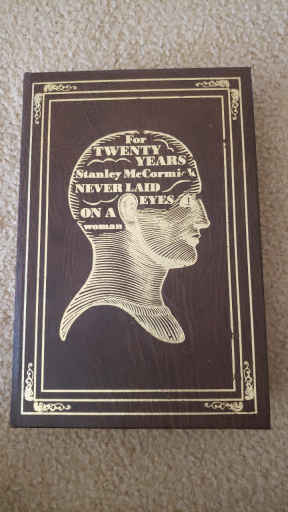 For
TWENTY
YEARS
Stanley McCormick
NEVER LAID
EYES
ON A
woman